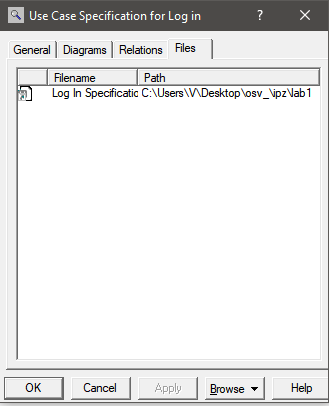 Use Case Specification for Log in ?
General Diagrams Relations Files
Filename Path
Log In Specificatic C:\Users\V\Desktop\osv_\ipz\lab1
OK Cancel Apply Browse Help